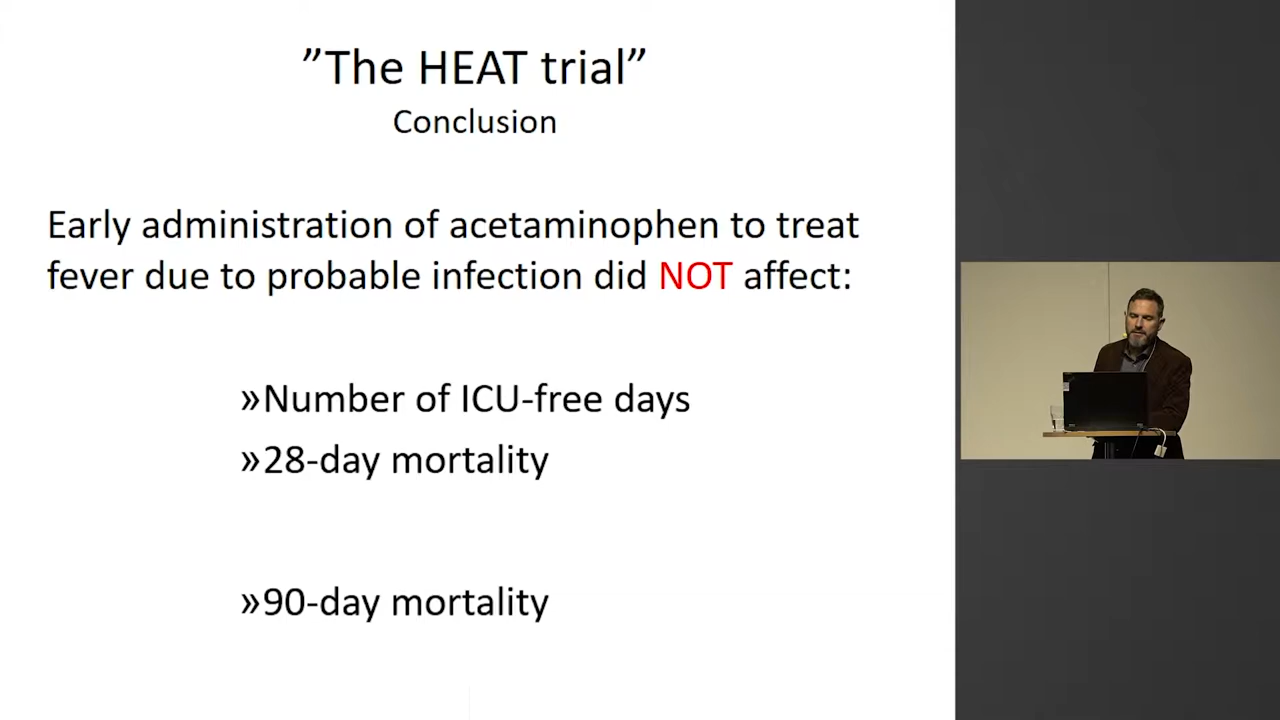 ”The HEAT trial”
Conclusion
Early administration of acetaminophen to treat
fever due to probable infection did NOT affect:
»Number of ICU-free days
»28-day mortality
»90-day mortality